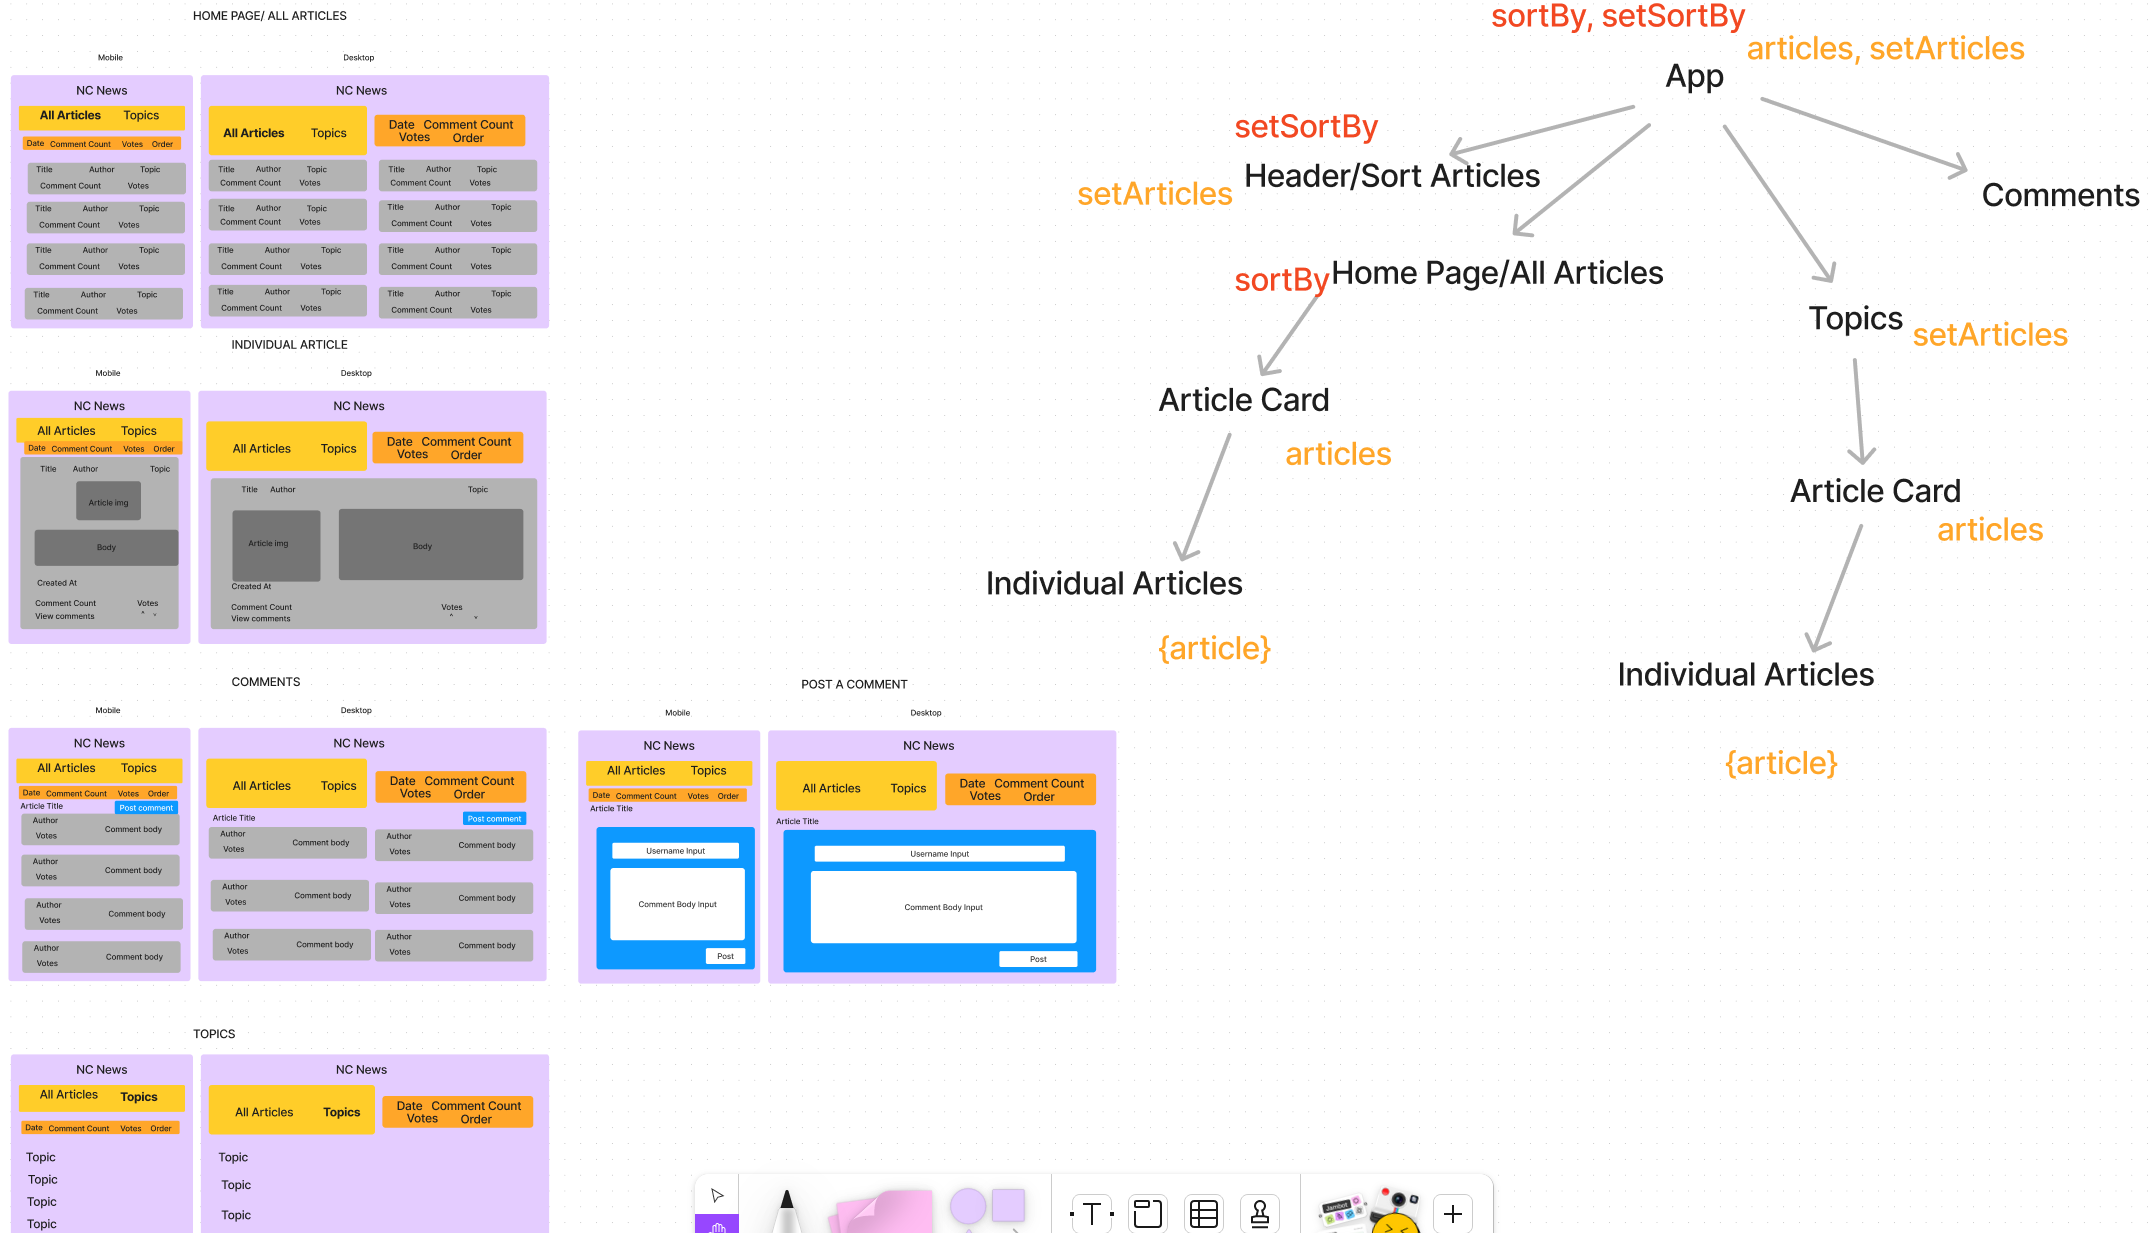 HOME PAGE/ ALL ARTICLES
Mobile
Desktop
NC News
All Articles Topics
Date Comment Count Votes Order
Title Author Topic
Comment Count Votes
Title Author Topic
Comment Count Votes
Title Author Topic
Comment Count Votes
Title Author Topic
Comment Count Votes
NC News
All Articles Topics
Date Comment Count
Votes Order
Title Author Topic
Comment Count Votes
Title Author Topic
Comment Count Votes
Title Author Topic
Comment Count Votes
Title Author Topic
Comment Count Votes
Title Author Topic
Comment Count Votes
Title Author Topic
Comment Count Votes
Title Author Topic
Comment Count Votes
Title Author Topic
Comment Count Votes
INDIVIDUAL ARTICLE
Mobile
Desktop
NC News
All Articles Topics
Date Comment Count Votes Order
Title Author Topic
Article img
Body
Created At
Comment Count Votes
View comments ^ v
NC News
All Articles Topics
Date Comment Count
Votes Order
Title Author Topic
Article img
Body
Created At
Comment Count Votes
View comments ^ v
COMMENTS
Mobile
Desktop
NC News
All Articles Topics
Date Comment Count Votes Order
Article Title
Post comment
Author
Votes
Comment body
Author
Votes
Comment body
Author
Votes
Comment body
Author
Votes
Comment body
NC News
All Articles Topics
Date Comment Count
Votes Order
Article Title
Post comment
Author
Votes
Comment body
Author
Votes
Comment body
Author
Votes
Comment body
Author
Votes
Comment body
Author
Votes
Comment body
Author
Votes
Comment body
POST A COMMENT
Mobile
Desktop
NC News
All Articles Topics
Date Comment Count Votes Order
Article Title
Username Input
Comment Body Input
Post
NC News
All Articles Topics
Date Comment Count
Votes Order
Article Title
Username Input
Comment Body Input
Post
TOPICS
NC News
All Articles Topics
Date Comment Count Votes Order
Topic
Topic
Topic
Topic
NC News
All Articles Topics
Date Comment Count
Votes Order
Topic
Topic
Topic
sortBy, setSortBy
articles, setArticles
App
setSortBy
Header/Sort Articles
setArticles
Comments
sortBy
Home Page/All Articles
Topics
setArticles
Article Card
articles
Article Card
articles
Individual Articles
{article}
Individual Articles
{article}
T
Jambot